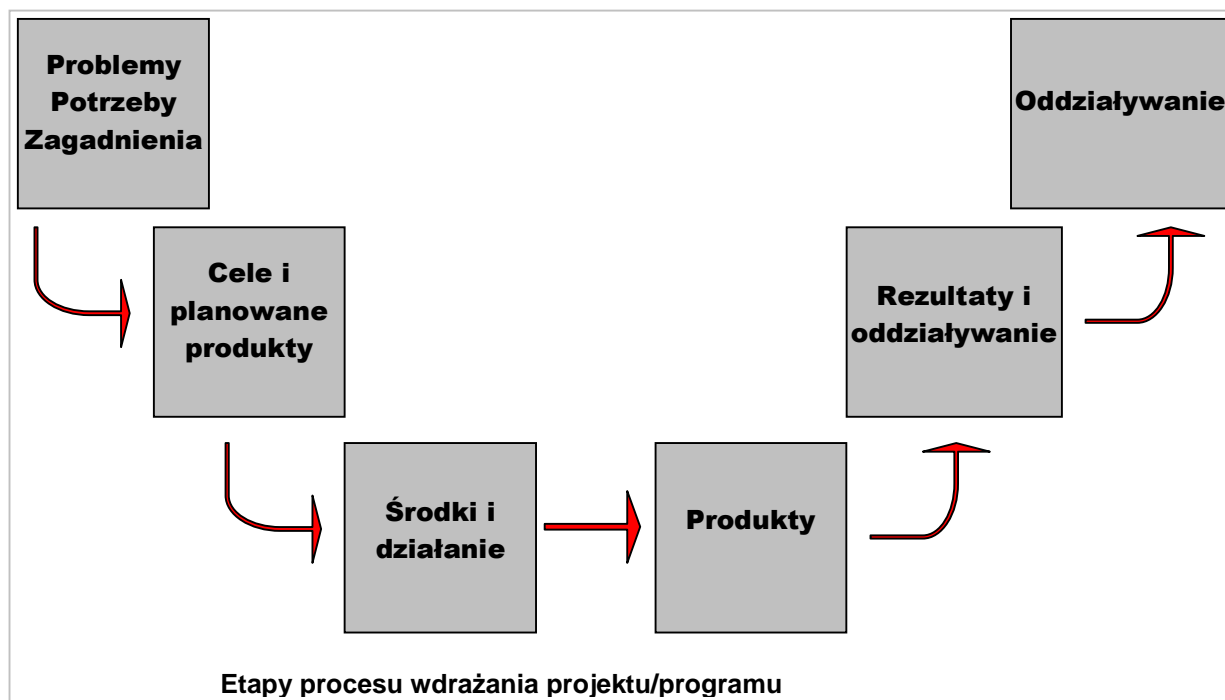 Problemy
Potrzeby
Zagadnienia
Cele i
planowane
produkty
Środki i
działanie
Produkty
Rezultaty i
oddziaływanie
Oddziaływanie
Etapy procesu wdrażania projektu/programu